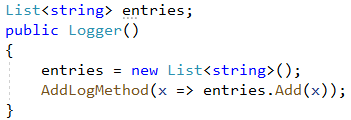 List<string> entries;
public Logger()
{
    entries = new List<string>();
    AddLogMethod(x => entries.Add(x));
}